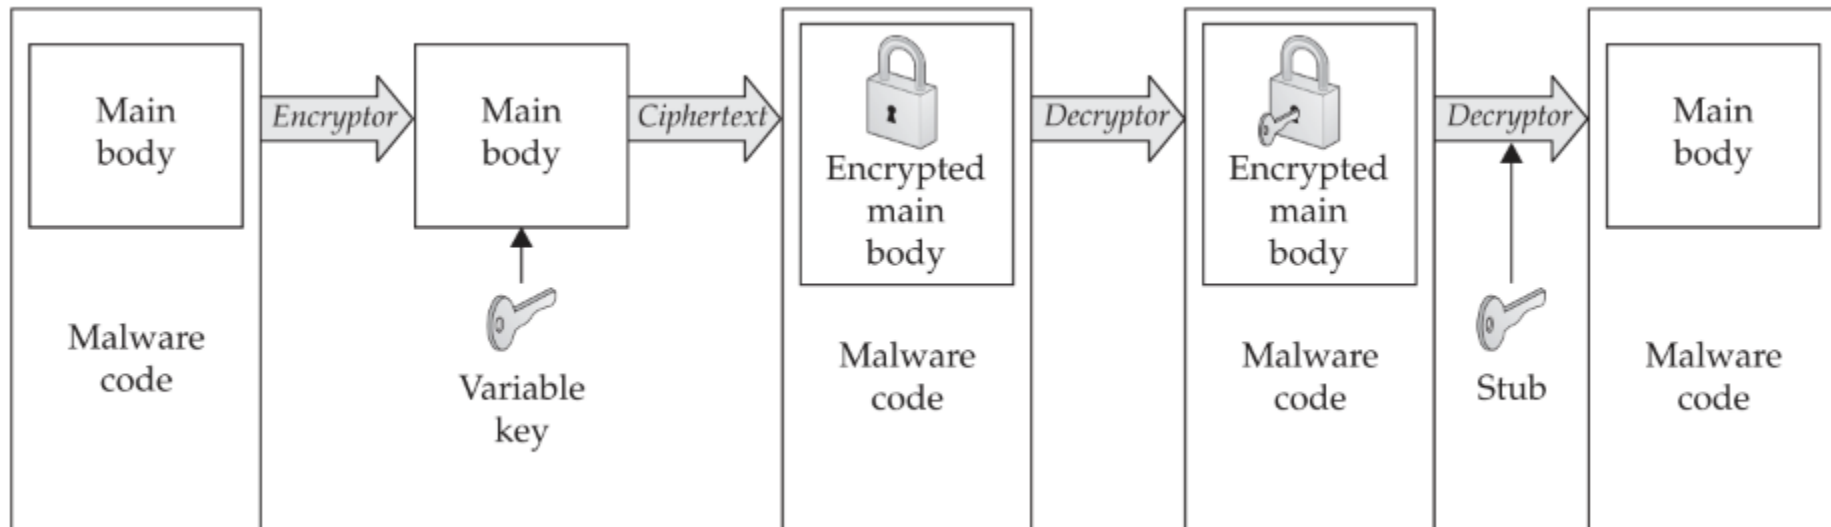 Main
body
Malware
code
Encryptor
Main
body
Variable
key
Ciphertext
Encrypted
main
body
Malware
code
Decryptor
Encrypted
main
body
Malware
code
Decryptor
Stub
Main
body
Malware
code